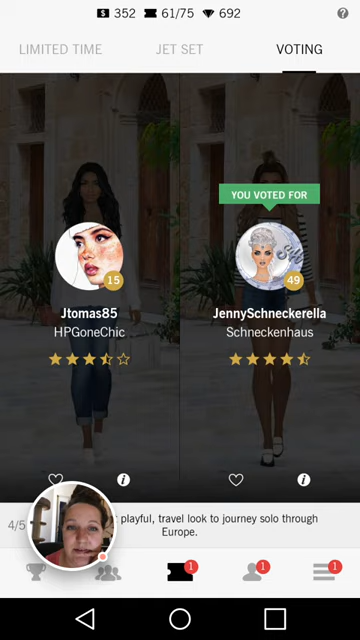 352 61/75 692
LIMITED TIME JET SET VOTING
YOU VOTED FOR
15 49
Jtomas85 JennySchneckerella
HPGoneChic Schneckenhaus
4/5 playful, travel look to journey solo through
Europe.
1 1 1